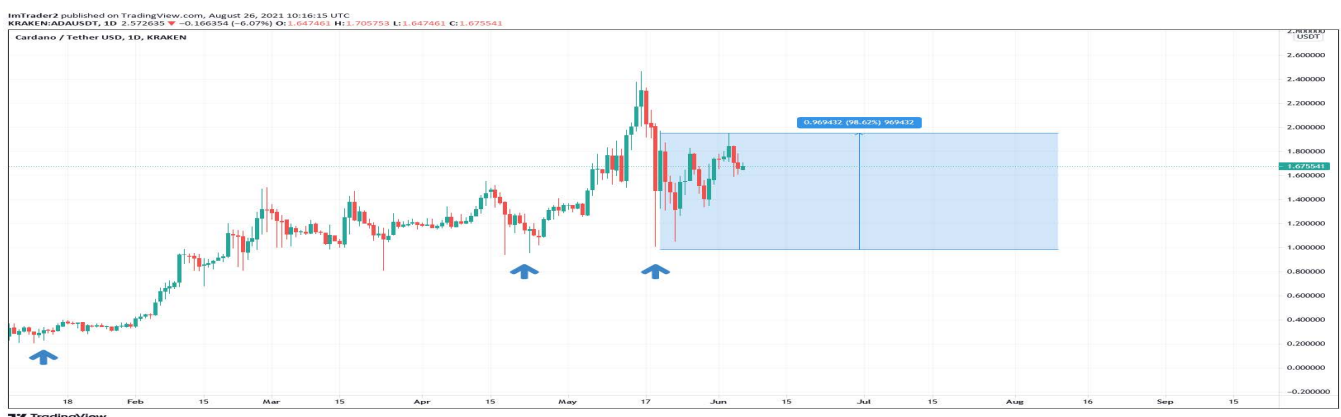 ImTrader2 published on TradingView.com, August 26, 2021 10:16:15 UTC
KRAKEN:ADAUSDT, 1D 2.572635 ▼ −0.166354 (−6.07%) O:1.647461 H:1.705753 L:1.647461 C:1.675541
Cardano / Tether USD, 1D, KRAKEN
USDT
2.600000
2.400000
2.200000
0.969432 (98.62%) 969432
2.000000
1.800000
1.675541
1.600000
1.400000
1.200000
1.000000
0.800000
0.600000
0.400000
0.200000
0.000000
−0.200000
18 Feb 15 Mar 15 Apr 15 May 17 Jun 15 Jul 15 Aug 16 Sep 15
TradingView